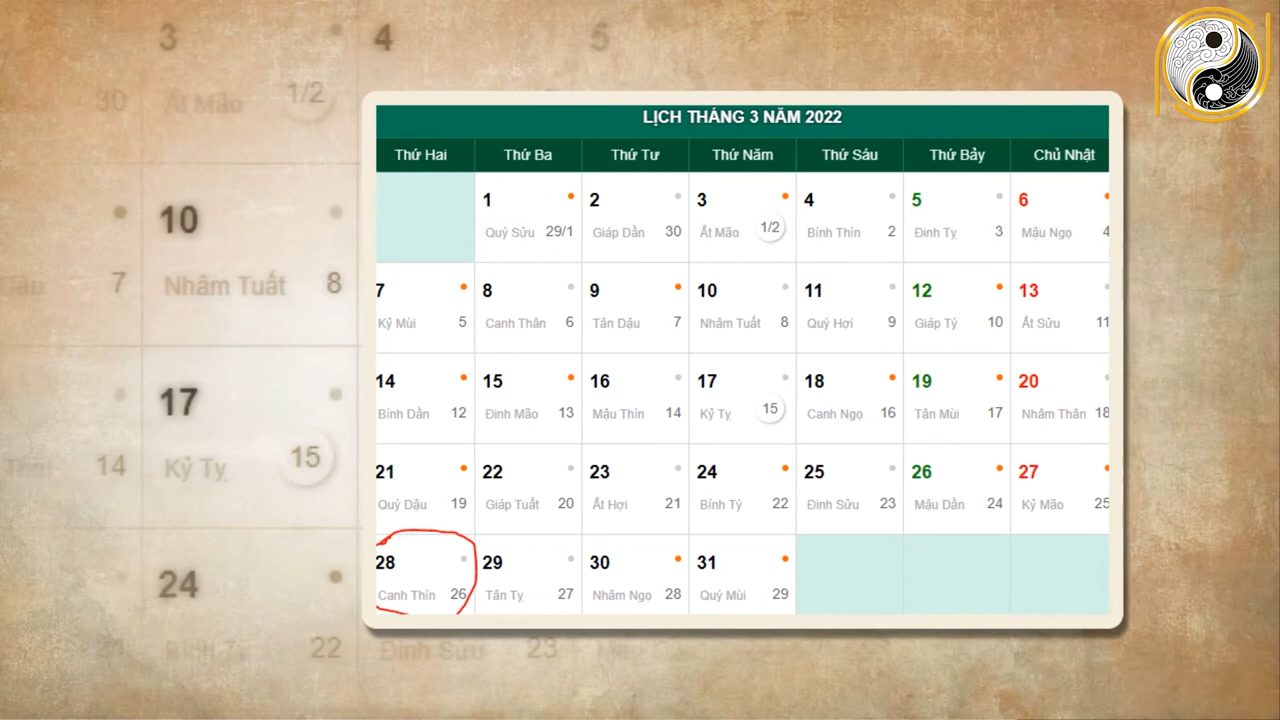 3 4 5
30 Ất Mão 1/2
10
7 Nhâm Tuất 8
17
14 Kỷ Tỵ 15
24
22 Đinh Sửu 23
LỊCH THÁNG 3 NĂM 2022
Thứ Hai Thứ Ba Thứ Tư Thứ Năm Thứ Sáu Thứ Bảy Chủ Nhật
1 2 3 4 5 6
Quý Sửu 29/1 Giáp Dần 30 Ất Mão 1/2 Bính Thìn 2 Đinh Tỵ 3 Mậu Ngọ 4
7 8 9 10 11 12 13
Kỷ Mùi 5 Canh Thân 6 Tân Dậu 7 Nhâm Tuất 8 Quý Hợi 9 Giáp Tý 10 Ất Sửu 11
14 15 16 17 18 19 20
Bính Dần 12 Đinh Mão 13 Mậu Thìn 14 Kỷ Tỵ 15 Canh Ngọ 16 Tân Mùi 17 Nhâm Thân 18
21 22 23 24 25 26 27
Quý Dậu 19 Giáp Tuất 20 Ất Hợi 21 Bính Tý 22 Đinh Sửu 23 Mậu Dần 24 Kỷ Mão 25
28 29 30 31
Canh Thìn 26 Tân Tỵ 27 Nhâm Ngọ 28 Quý Mùi 29